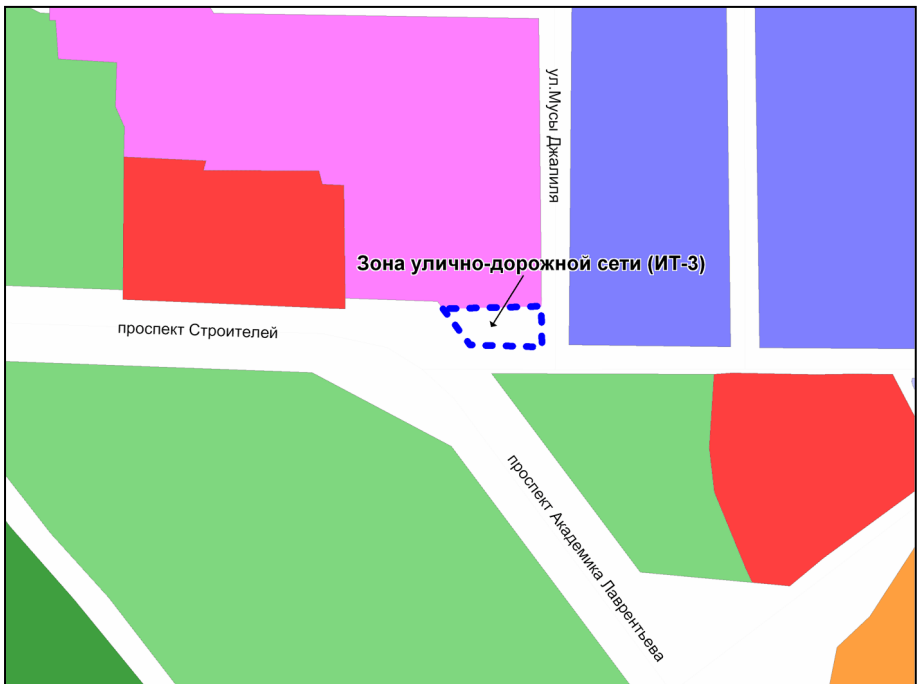 ул.Мусы Джалиля
Зона улично-дорожной сети (ИТ-3)
проспект Строителей
проспект Академика Лаврентьева